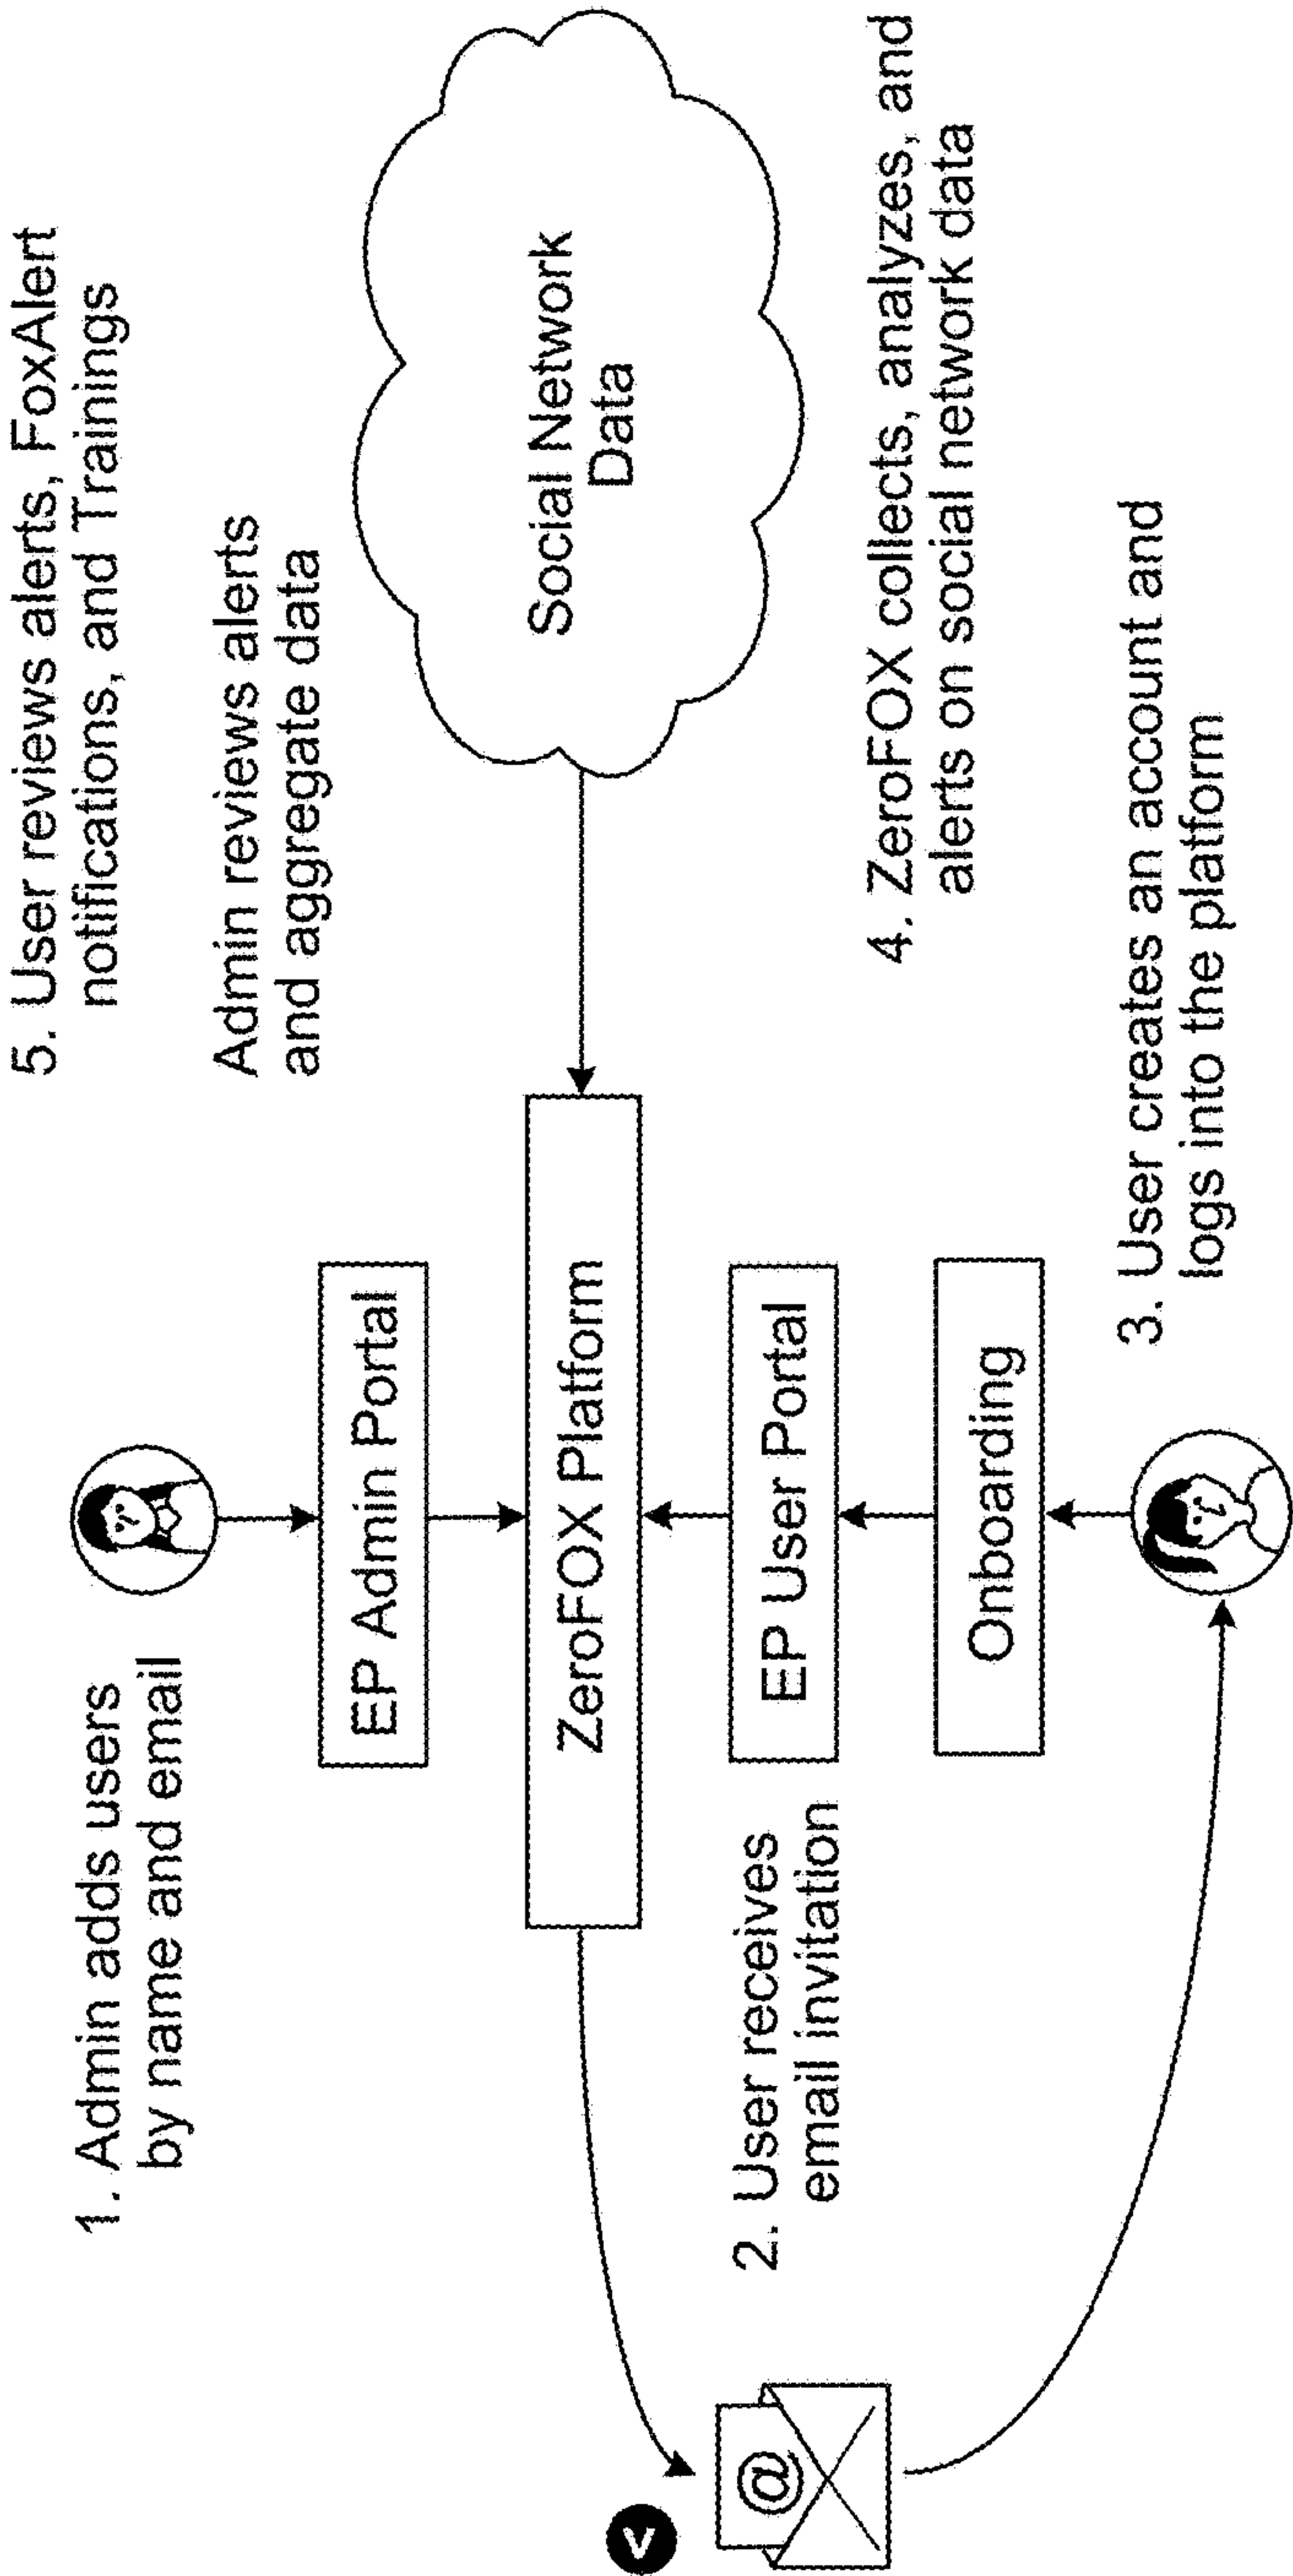 1. Admin adds users
by name and email
5. User reviews alerts, FoxAlert
notifications, and Trainings
Admin reviews alerts
and aggregate data
EP Admin Portal
ZeroFOX Platform
Social Network
Data
V
@
2. User receives
email invitation
EP User Portal
4. ZeroFOX collects, analyzes, and
alerts on social network data
Onboarding
3. User creates an account and
logs into the platform